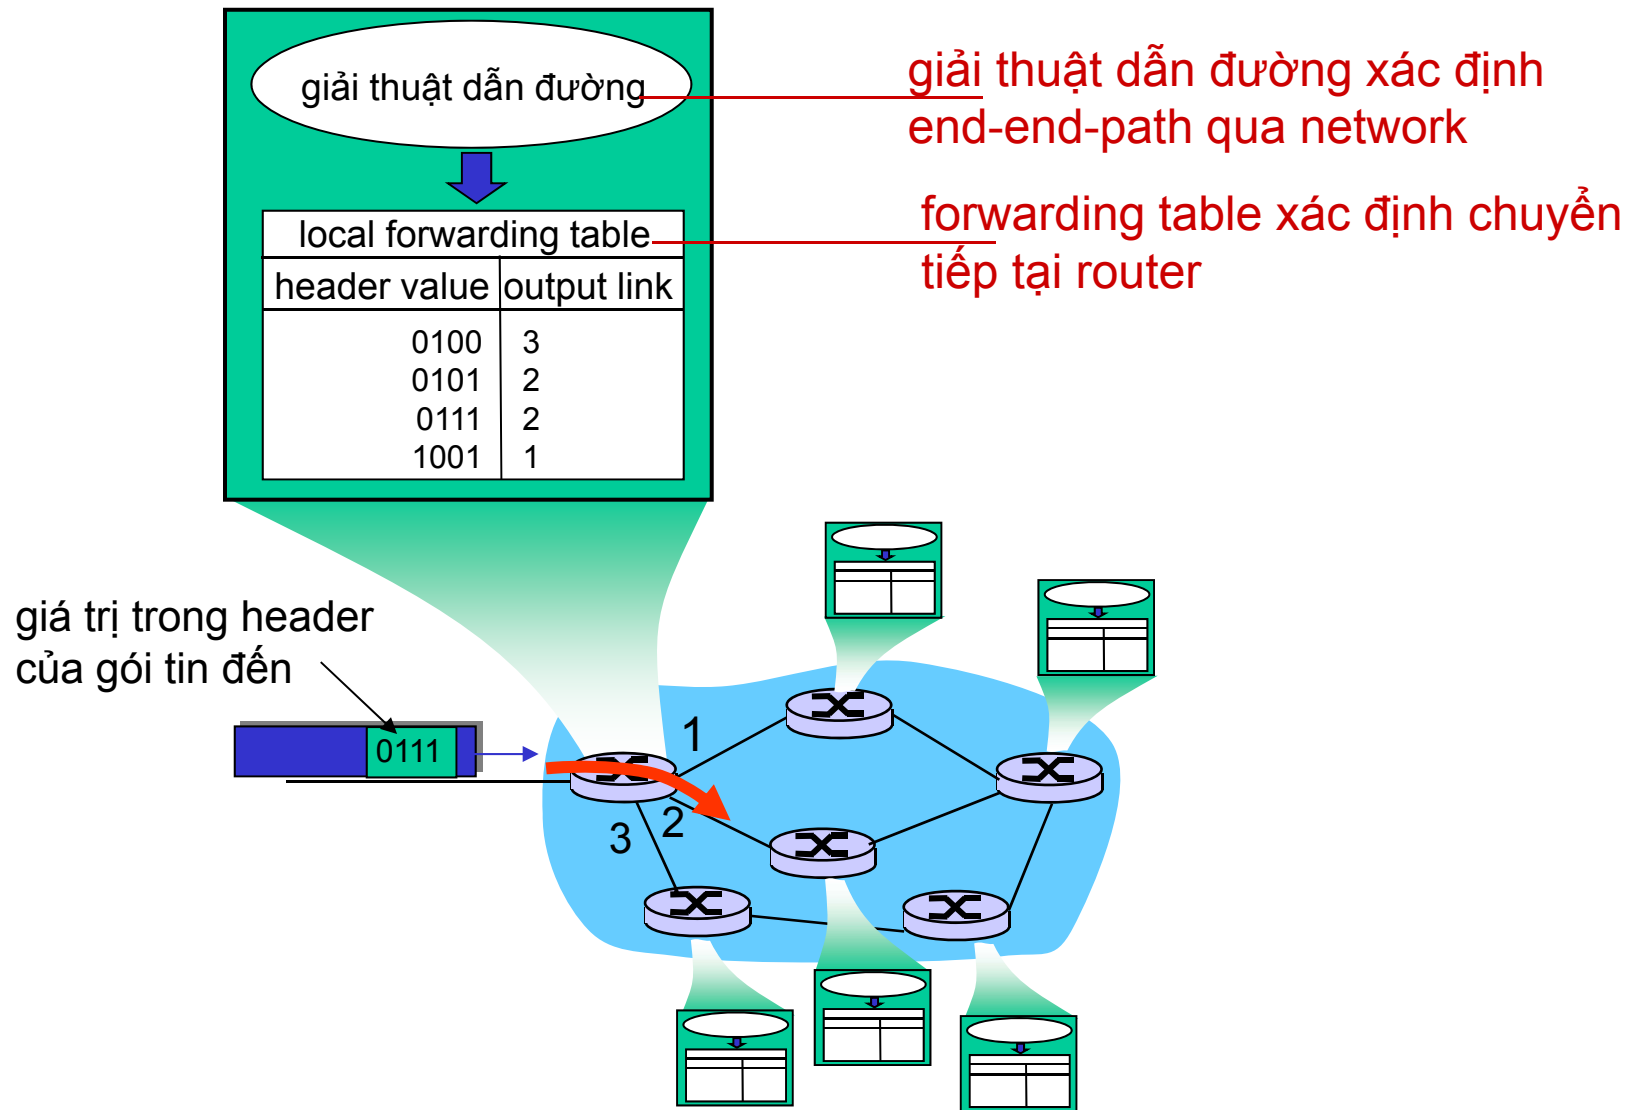 giải thuật dẫn đường
giải thuật dẫn đường xác định
end-end-path qua network
local forwarding table
forwarding table xác định chuyển
tiếp tại router
header value output link
0100 3
0101 2
0111 2
1001 1
giá trị trong header
của gói tin đến
0111
1
2
3